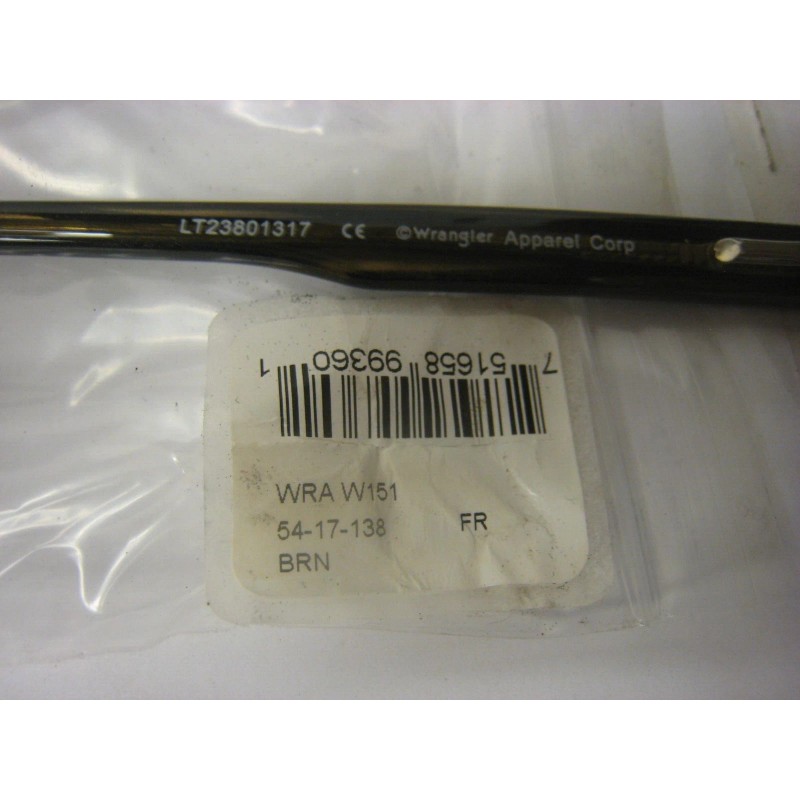 LT23801317 CE ©Wrangler Apparel Corp
7 51658 99360 1
WRA W151
54-17-138 FR
BRN